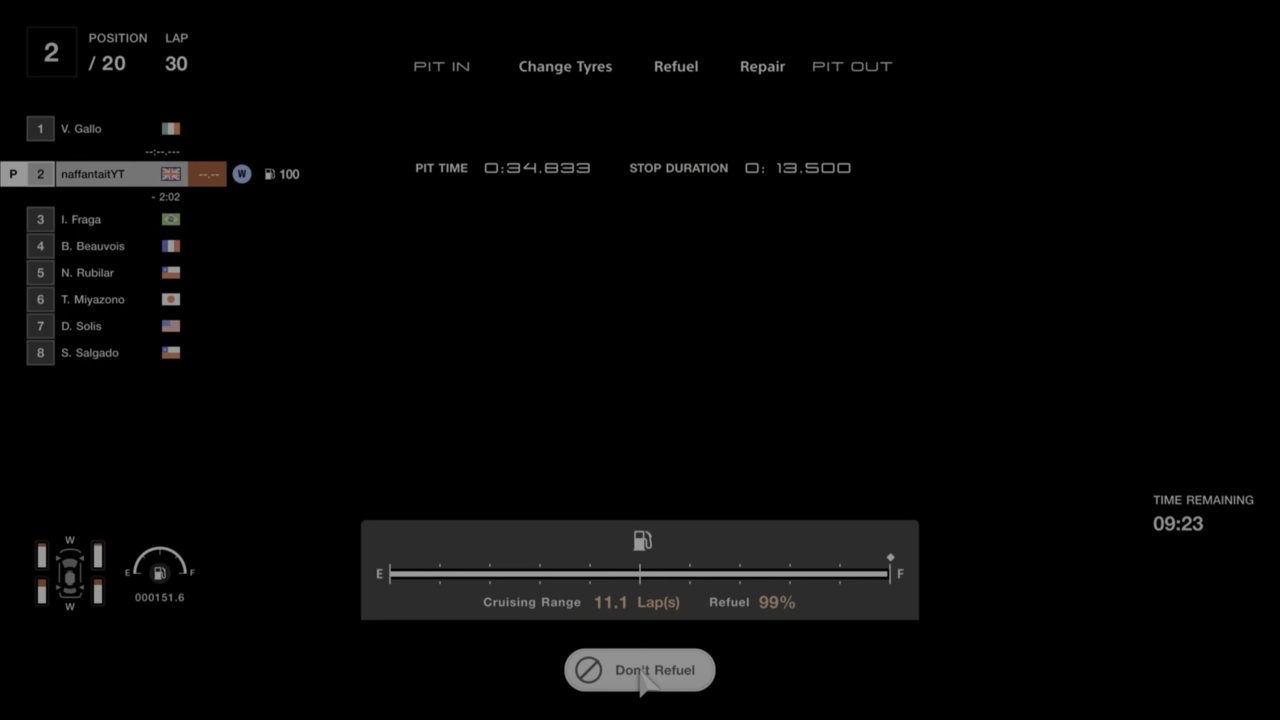 2
POSITION LAP
/ 20 30
PIT IN Change Tyres Refuel Repair PIT OUT
1 V. Gallo
--:--.---
P 2 naffantaitYT --.-- W 100
- 2:02
3 I. Fraga
4 B. Beauvois
5 N. Rubilar
6 T. Miyazono
7 D. Solis
8 S. Salgado
PIT TIME 0:34.833 STOP DURATION 0: 13.500
TIME REMAINING
09:23
W
E F
000151.6
W
E F
Cruising Range 11.1 Lap(s) Refuel 99%
Don't Refuel